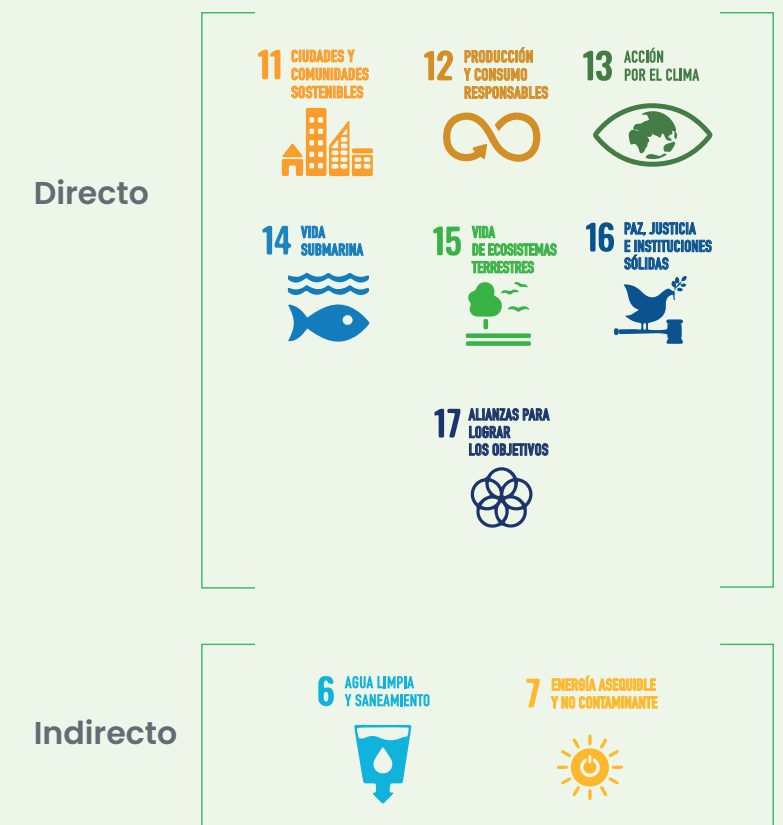 Directo
11 CIUDADES Y
COMUNIDADES
SOSTENIBLES
12 PRODUCCIÓN
Y CONSUMO
RESPONSABLES
13 ACCIÓN
POR EL CLIMA
14 VIDA
SUBMARINA
15 VIDA
DE ECOSISTEMAS
TERRESTRES
16 PAZ, JUSTICIA
E INSTITUCIONES
SÓLIDAS
17 ALIANZAS PARA
LOGRAR
LOS OBJETIVOS
Indirecto
6 AGUA LIMPIA
Y SANEAMIENTO
7 ENERGÍA ASEQUIBLE
Y NO CONTAMINANTE